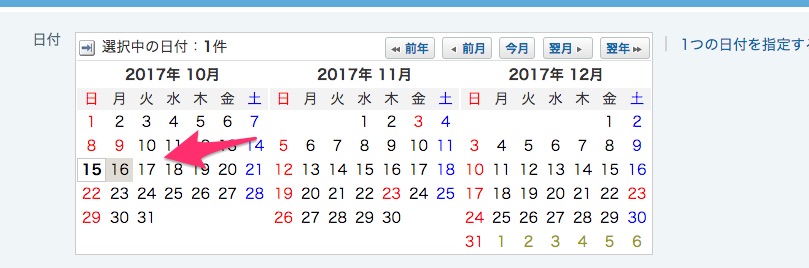 日付 選択中の日付：1件 前年 前月 今月 翌月 翌年 | 1つの日付を指定する
2017年 10月 2017年 11月 2017年 12月
日 月 火 水 木 金 土 日 月 火 水 木 金 土 日 月 火 水 木 金 土
1 2 3 4 5 6 7 1 2 3 4 1 2
8 9 10 11 12 13 14 5 6 7 8 9 10 11 3 4 5 6 7 8 9
15 16 17 18 19 20 21 12 13 14 15 16 17 18 10 11 12 13 14 15 16
22 23 24 25 26 27 28 19 20 21 22 23 24 25 17 18 19 20 21 22 23
29 30 31 26 27 28 29 30 24 25 26 27 28 29 30
31 1 2 3 4 5 6